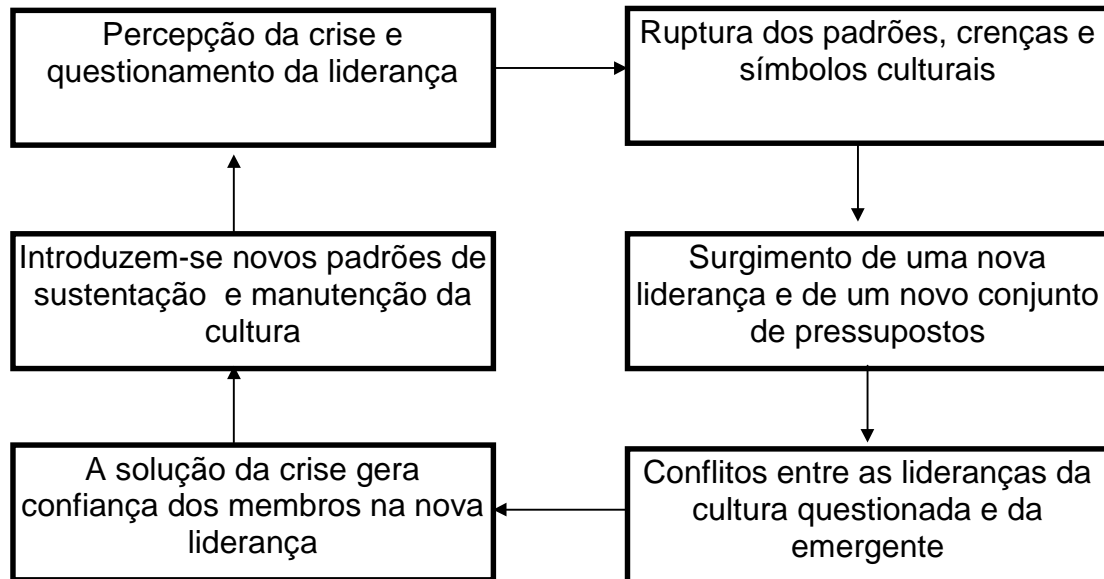 Percepção da crise e
questionamento da liderança
Ruptura dos padrões, crenças e
símbolos culturais
Surgimento de uma nova
liderança e de um novo conjunto
de pressupostos
Conflitos entre as lideranças da
cultura questionada e da
emergente
A solução da crise gera
confiança dos membros na nova
liderança
Introduzem-se novos padrões de
sustentação e manutenção da
cultura